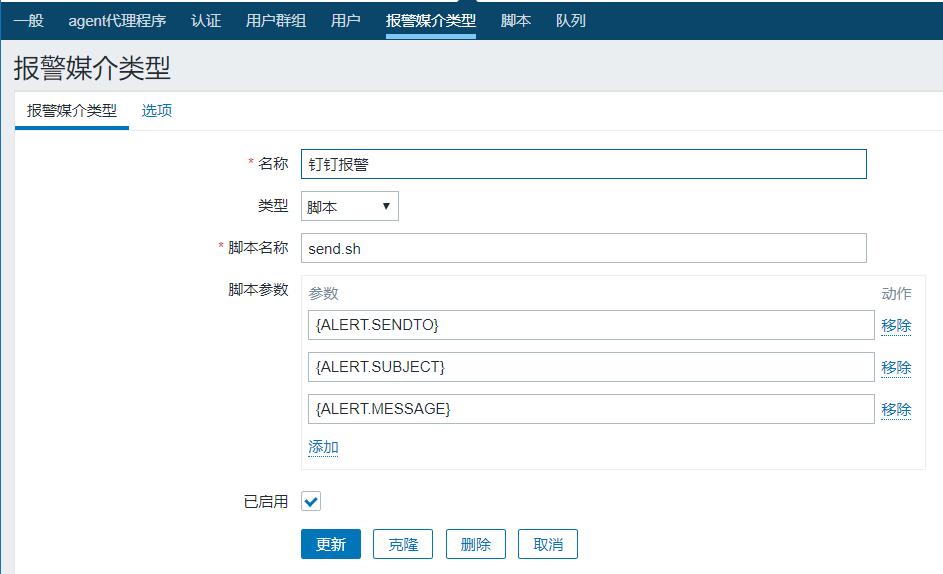 一般 agent代理程序 认证 用户群组 用户 报警媒介类型 脚本 队列
报警媒介类型
报警媒介类型 选项
* 名称 钉钉报警
类型 脚本
* 脚本名称 send.sh
脚本参数 参数 动作
{ALERT.SENDTO} 移除
{ALERT.SUBJECT} 移除
{ALERT.MESSAGE} 移除
添加
已启用
更新 克隆 删除 取消